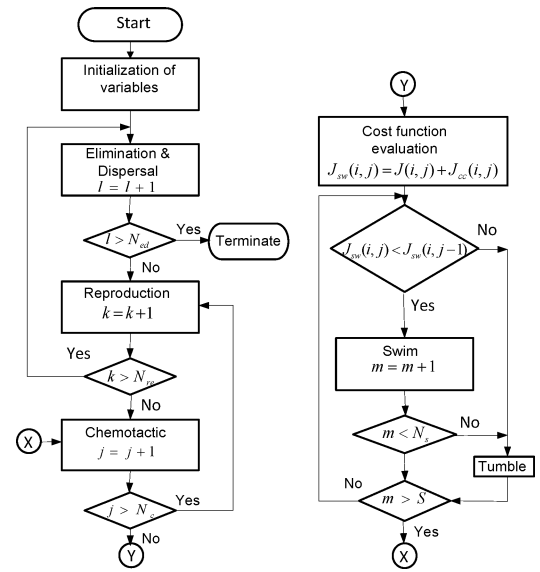 Start
Initialization of
variables
Elimination &
Dispersal
l = l + 1
l > N_ed
Yes
Terminate
No
Reproduction
k = k+1
Yes
k > N_re
No
X
Chemotactic
j = j + 1
j > N_c
Yes
No
Y
Y
Cost function
evaluation
J_sw(i, j) = J(i, j) + J_cc(i, j)
J_sw(i, j) < J_sw(i, j−1)
No
Yes
Swim
m = m +1
m < N_s
No
Tumble
No
m > S
Yes
X